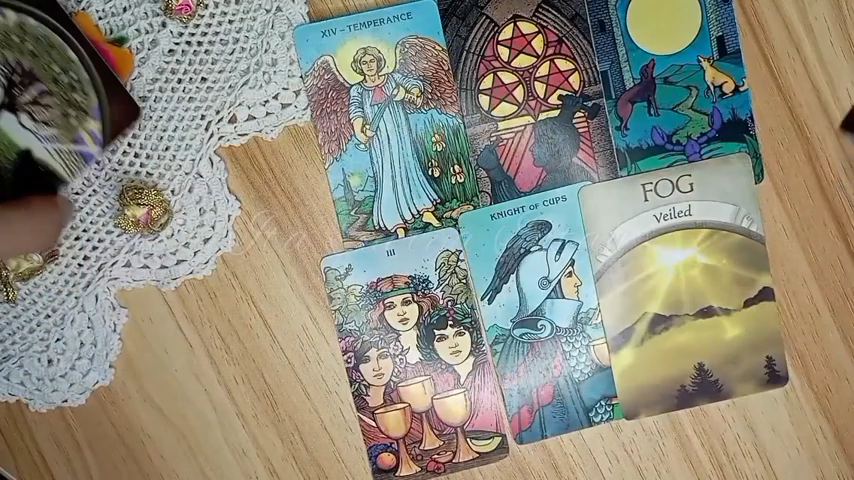 XIV - TEMPERANCE
KNIGHT OF CUPS
FOG
Veiled
III